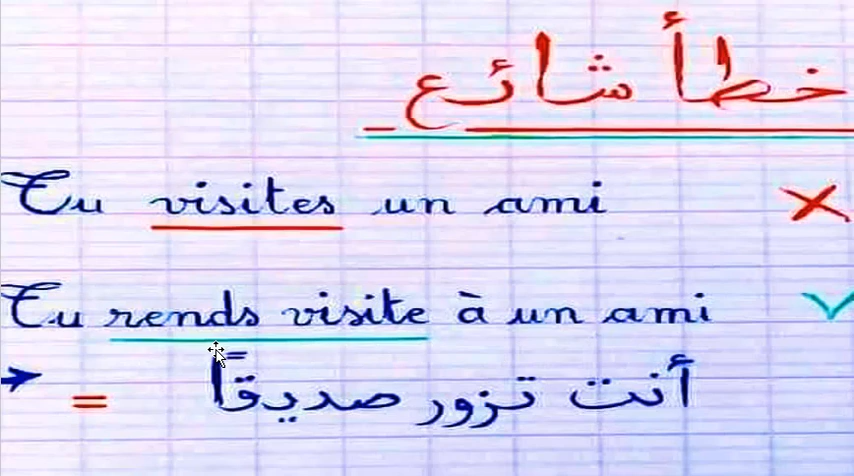 خطأ شائع
Tu visites un ami ×
Tu rends visite à un ami ✓
→ = أنت تزور صديقاً